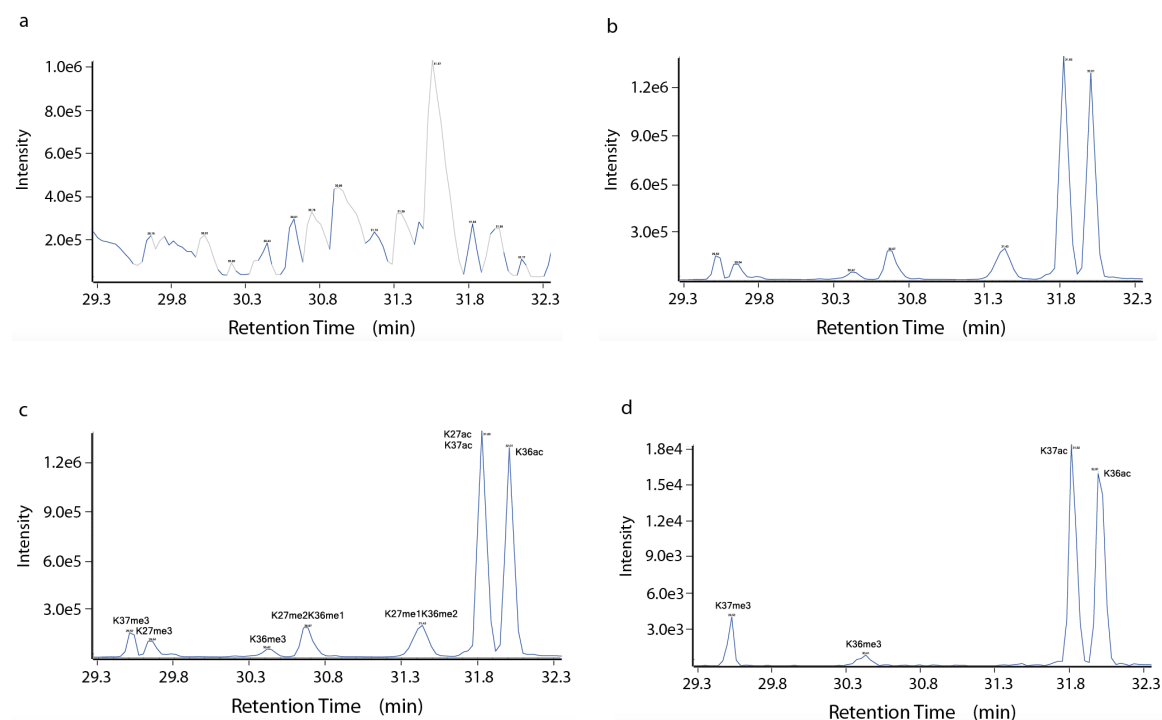 a
1.0e6
8.0e5
6.0e5
4.0e5
2.0e5
Intensity
29.3 29.8 30.3 30.8 31.3 31.8 32.3
Retention Time (min)
b
1.2e6
9.0e5
6.0e5
3.0e5
Intensity
29.3 29.8 30.3 30.8 31.3 31.8 32.3
Retention Time (min)
c
K27ac
K37ac
K36ac
1.2e6
9.0e5
6.0e5
3.0e5
Intensity
K37me3
K27me3
K36me3
K27me2K36me1
K27me1K36me2
29.3 29.8 30.3 30.8 31.3 31.8 32.3
Retention Time (min)
d
1.8e4
1.5e4
1.2e4
9.0e3
6.0e3
3.0e3
Intensity
K37ac
K36ac
K37me3
K36me3
29.3 29.8 30.3 30.8 31.3 31.8 32.3
Retention Time (min)